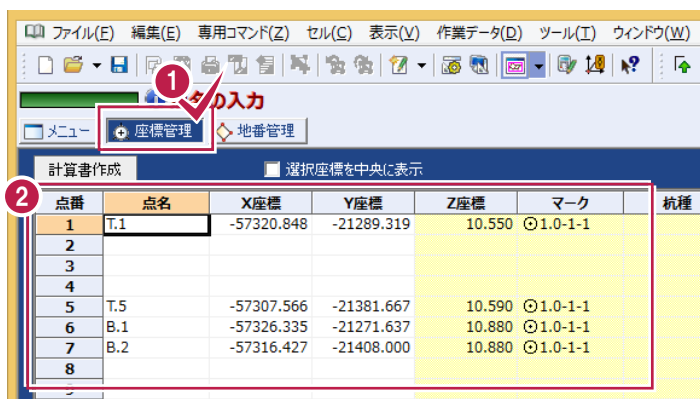 ファイル(F) 編集(E) 専用コマンド(Z) セル(C) 表示(V) 作業データ(D) ツール(T) ウィンドウ(W)
1
の入力
メニュー 座標管理 地番管理
計算書作成 選択座標を中央に表示
2
点番 点名 X座標 Y座標 Z座標 マーク 杭種
1 T.1 -57320.848 -21289.319 10.550 ⊙1.0-1-1
2
3
4
5 T.5 -57307.566 -21381.667 10.590 ⊙1.0-1-1
6 B.1 -57326.335 -21271.637 10.880 ⊙1.0-1-1
7 B.2 -57316.427 -21408.000 10.880 ⊙1.0-1-1
8